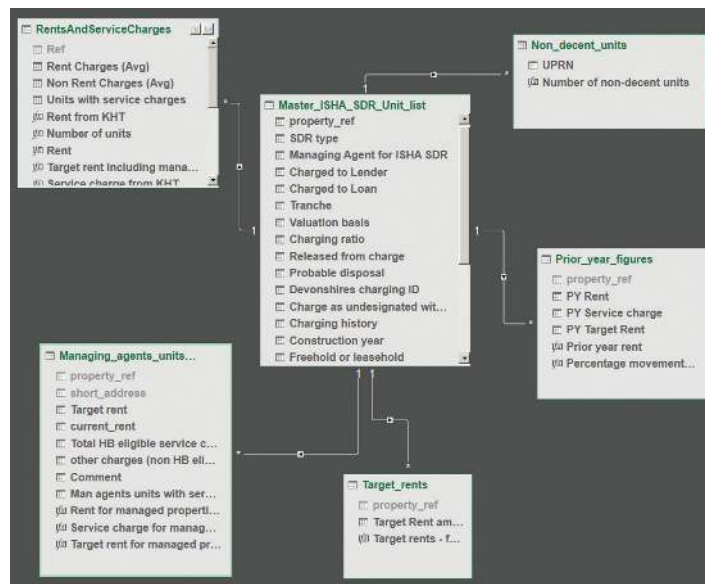 RentsAndServiceCharges
Ref
Rent Charges (Avg)
Non Rent Charges (Avg)
Units with service charges
Rent from KHT
Number of units
Rent
Target rent including mana...
Service charge from KHT
*
1
Master_ISHA_SDR_Unit_list
property_ref
SDR type
Managing Agent for ISHA SDR
Charged to Lender
Charged to Loan
Tranche
Valuation basis
Charging ratio
Released from charge
Probable disposal
Devonshires charging ID
Charge as undesignated wit...
Charging history
Construction year
Freehold or leasehold
1
*
Non_decent_units
UPRN
Number of non-decent units
1
*
Prior_year_figures
property_ref
PY Rent
PY Service charge
PY Target Rent
Prior year rent
Percentage movement...
Managing_agents_units...
property_ref
short_address
Target rent
current_rent
Total HB eligible service c...
other charges (non HB eli...
Comment
Man agents units with ser...
Rent for managed properti...
Service charge for manag...
Target rent for managed pr...
*
1
1
*
Target_rents
property_ref
Target Rent am...
Target rents - f...